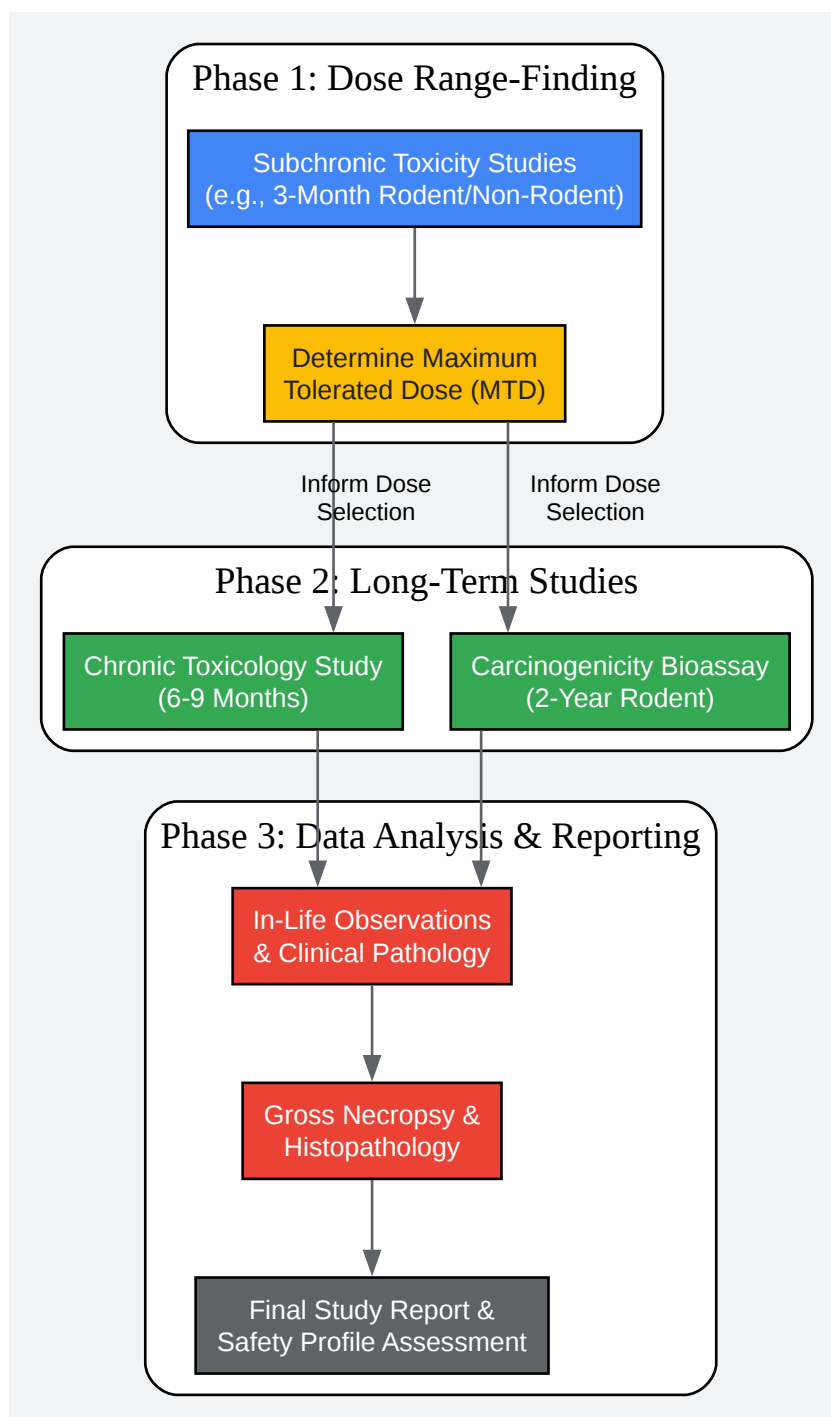 Phase 1: Dose Range-Finding
Subchronic Toxicity Studies
(e.g., 3-Month Rodent/Non-Rodent)
Determine Maximum
Tolerated Dose (MTD)
Inform Dose
Selection
Inform Dose
Selection
Phase 2: Long-Term Studies
Chronic Toxicology Study
(6-9 Months)
Carcinogenicity Bioassay
(2-Year Rodent)
Phase 3: Data Analysis & Reporting
In-Life Observations
& Clinical Pathology
Gross Necropsy &
Histopathology
Final Study Report &
Safety Profile Assessment